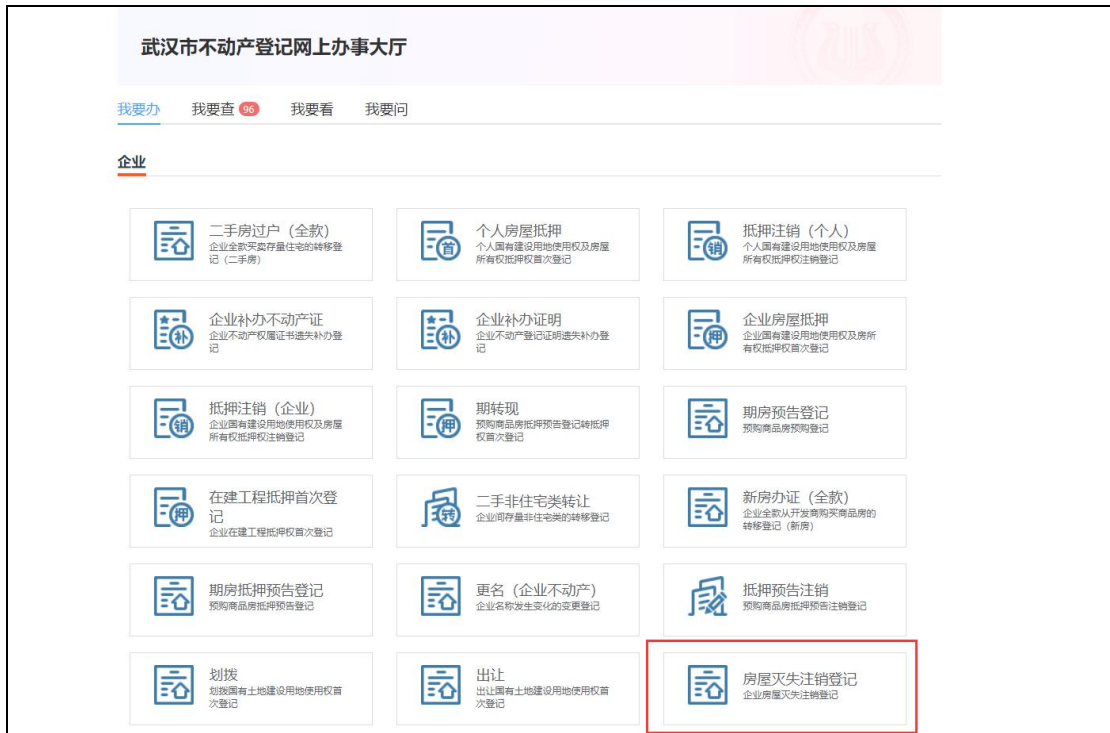 武汉市不动产登记网上办事大厅
我要办 我要查 96 我要看 我要问
企业
二手房过户（全款）
企业全款买卖存量住宅的转移登
记（二手房）
首
个人房屋抵押
个人国有建设用地使用权及房屋
所有权抵押权首次登记
销
抵押注销（个人）
个人国有建设用地使用权及房屋
所有权抵押权注销登记
补
企业补办不动产证
企业不动产权属证书遗失补办登
记
补
企业补办证明
企业不动产登记证明遗失补办登
记
押
企业房屋抵押
企业国有建设用地使用权及房所
有权抵押权首次登记
销
抵押注销（企业）
企业国有建设用地使用权及房屋
所有权抵押权注销登记
押
期转现
预购商品房抵押预告登记转抵押
权首次登记
期房预告登记
预购商品房预购登记
押
在建工程抵押首次登
记
企业在建工程抵押权首次登记
转
二手非住宅类转让
企业间存量非住宅类的转移登记
新房办证（全款）
企业全款从开发商购买商品房的
转移登记（新房）
期房抵押预告登记
预购商品房抵押预告登记
更名（企业不动产）
企业名称发生变化的变更登记
抵押预告注销
预购商品房抵押预告注销登记
划拨
划拨国有土地建设用地使用权首
次登记
出让
出让国有土地建设用地使用权首
次登记
房屋灭失注销登记
企业房屋灭失注销登记